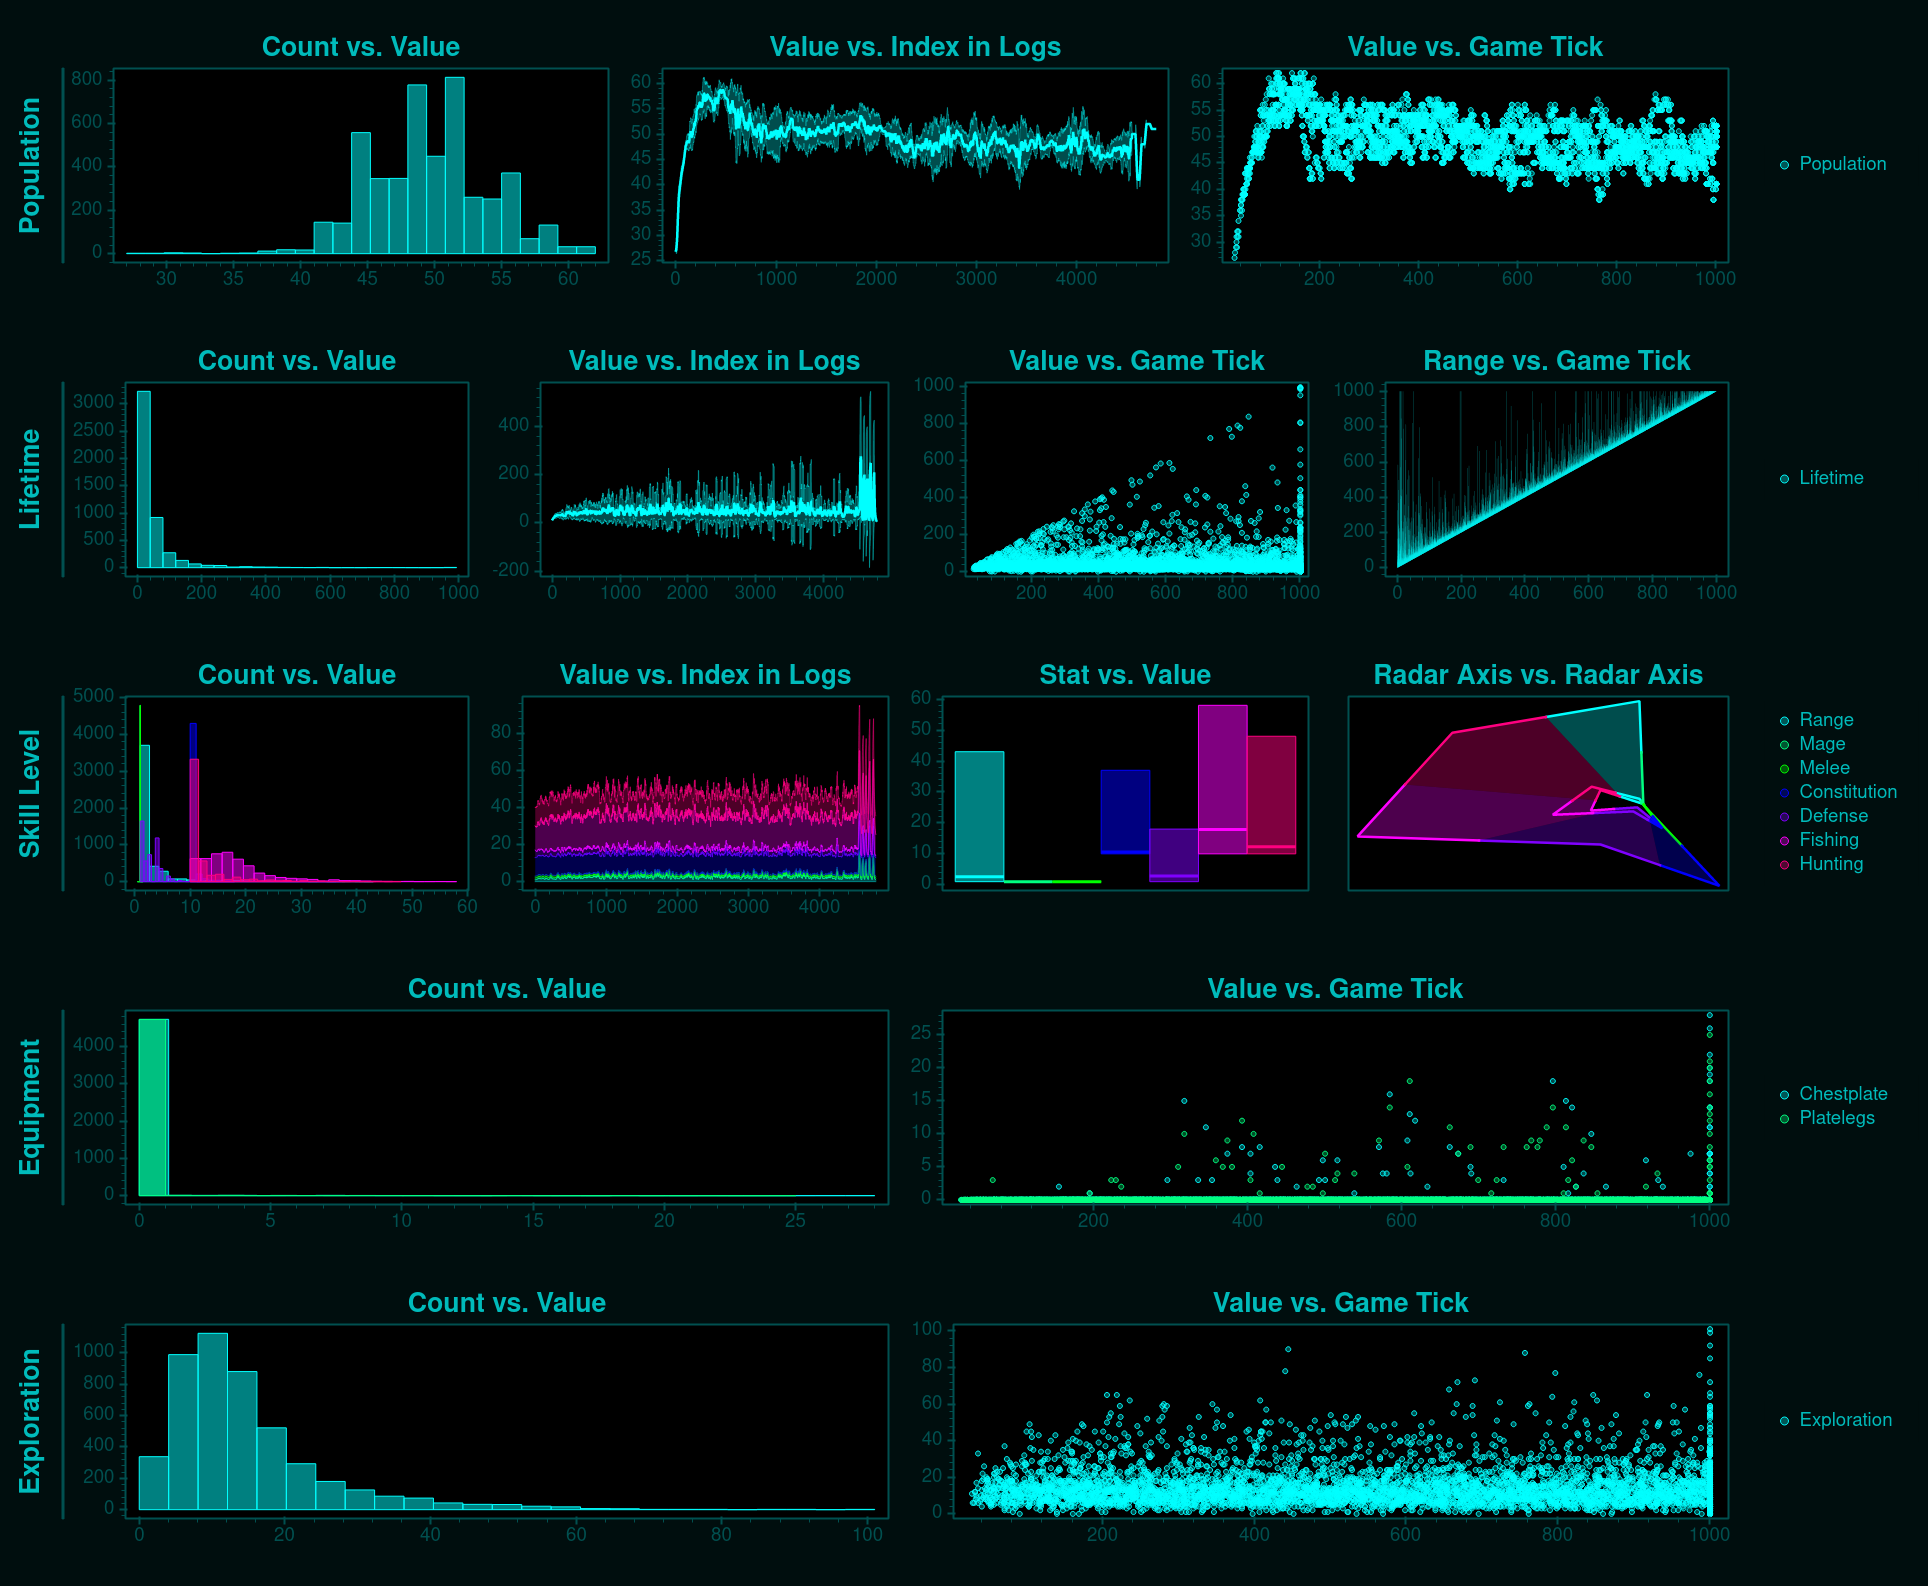 Population
Count vs. Value
800
600
400
200
0
30 35 40 45 50 55 60
Value vs. Index in Logs
60
55
50
45
40
35
30
25
0 1000 2000 3000 4000
Value vs. Game Tick
60
55
50
45
40
35
30
200 400 600 800 1000
Population
Lifetime
Count vs. Value
3000
2500
2000
1500
1000
500
0
0 200 400 600 800 1000
Value vs. Index in Logs
400
200
0
-200
0 1000 2000 3000 4000
Value vs. Game Tick
1000
800
600
400
200
0
200 400 600 800 1000
Range vs. Game Tick
1000
800
600
400
200
0
0 200 400 600 800 1000
Lifetime
Skill Level
Count vs. Value
5000
4000
3000
2000
1000
0
0 10 20 30 40 50 60
Value vs. Index in Logs
80
60
40
20
0
0 1000 2000 3000 4000
Stat vs. Value
60
50
40
30
20
10
0
Radar Axis vs. Radar Axis
Range
Mage
Melee
Constitution
Defense
Fishing
Hunting
Equipment
Count vs. Value
4000
3000
2000
1000
0
0 5 10 15 20 25
Value vs. Game Tick
25
20
15
10
5
0
200 400 600 800 1000
Chestplate
Platelegs
Exploration
Count vs. Value
1000
800
600
400
200
0
0 20 40 60 80 100
Value vs. Game Tick
100
80
60
40
20
0
200 400 600 800 1000
Exploration